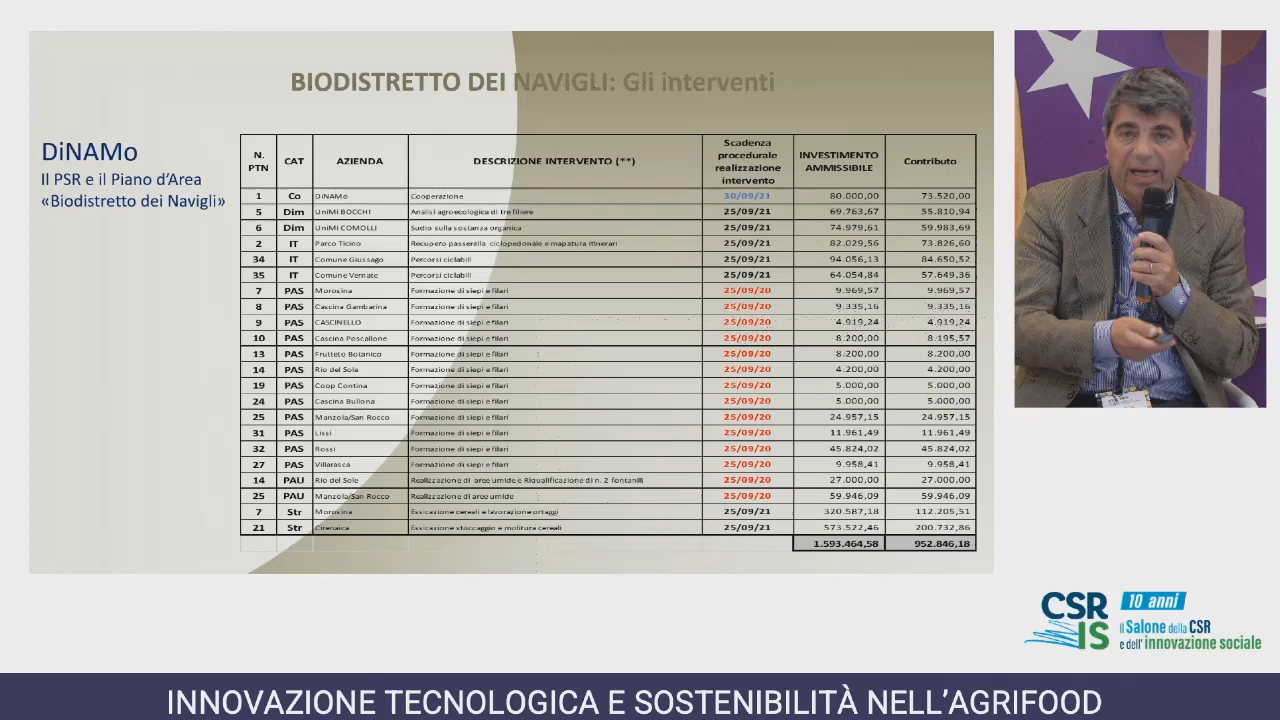 BIODISTRETTO DEI NAVIGLI: Gli interventi
DiNAMo
Il PSR e il Piano d’Area
«Biodistretto dei Navigli»
N. PTN CAT AZIENDA DESCRIZIONE INTERVENTO (**) Scadenza procedurale realizzazione intervento INVESTIMENTO AMMISSIBILE Contributo
1 Co DiNAMo Cooperazione 30/09/21 80.000,00 73.520,00
5 Dim UniMi BOCCHI Analisi agroecologica di tre filiere 25/09/21 69.763,67 55.810,94
6 Dim UniMi COMOLLI Sudio sulla sostanza organica 25/09/21 74.979,61 59.983,69
2 IT Parco Ticino Recupero passerella ciclopedonale e mapatura itinerari 25/09/21 82.029,56 73.826,60
34 IT Comune Giussago Percorsi ciclabili 25/09/21 94.056,13 84.650,52
35 IT Comune Vernate Percorsi ciclabili 25/09/21 64.054,84 57.649,36
7 PAS Morosina Formazione di siepi e filari 25/09/20 9.969,57 9.969,57
8 PAS Cascina Gambarina Formazione di siepi e filari 25/09/20 9.335,16 9.335,16
9 PAS CASCINELLO Formazione di siepi e filari 25/09/20 4.919,24 4.919,24
10 PAS Cascina Poscallone Formazione di siepi e filari 25/09/20 8.200,00 8.195,57
13 PAS Frutteto Botanico Formazione di siepi e filari 25/09/20 8.200,00 8.200,00
14 PAS Rio del Sole Formazione di siepi e filari 25/09/20 4.200,00 4.200,00
19 PAS Coop Contina Formazione di siepi e filari 25/09/20 5.000,00 5.000,00
24 PAS Cascina Bullona Formazione di siepi e filari 25/09/20 5.000,00 5.000,00
25 PAS Manzola/San Rocco Formazione di siepi e filari 25/09/20 24.957,15 24.957,15
31 PAS Lissi Formazione di siepi e filari 25/09/20 11.961,49 11.961,49
32 PAS Rossi Formazione di siepi e filari 25/09/20 45.824,02 45.824,02
27 PAS Villarasca Formazione di siepi e filari 25/09/20 9.958,41 9.958,41
14 PAU Rio del Sole Realizzazione di aree umide e Riqualificazione di n. 2 fontanili 25/09/20 27.000,00 27.000,00
25 PAU Manzola/San Rocco Realizzazione di aree umide 25/09/20 59.946,09 59.946,09
7 Str Morosina Essicazione cereali e lavorazione ortaggi 25/09/21 320.587,18 112.205,51
21 Str Cirenaica Essicazione stoccaggio e molitura cereali 25/09/21 573.522,46 200.732,86
1.593.464,58 952.846,18
CSR IS 10 anni
il Salone della CSR
e dell’innovazione sociale
INNOVAZIONE TECNOLOGICA E SOSTENIBILITÀ NELL’AGRIFOOD